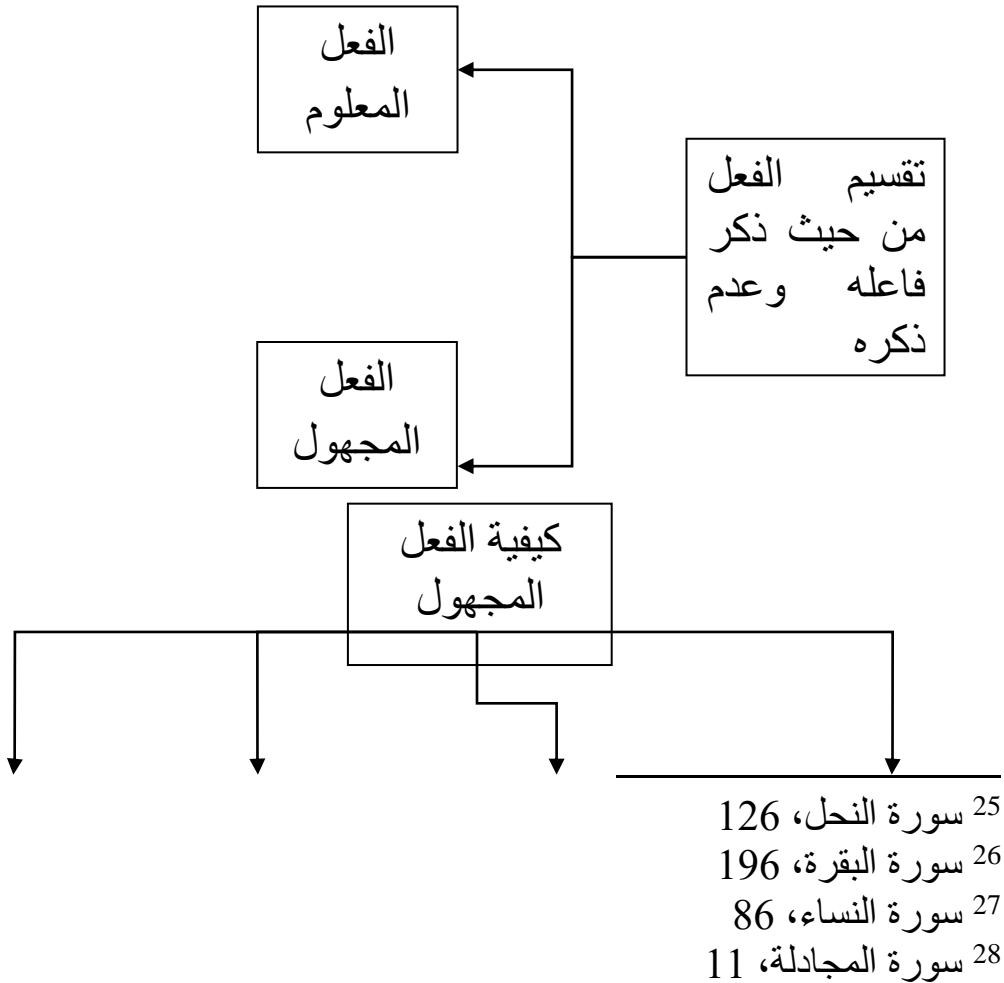 الفعل
المعلوم
تقسيم الفعل
من حيث ذكر
فاعله وعدم
ذكره
الفعل
المجهول
كيفية الفعل
المجهول
25 سورة النحل، 126
26 سورة البقرة، 196
27 سورة النساء، 86
28 سورة المجادلة، 11